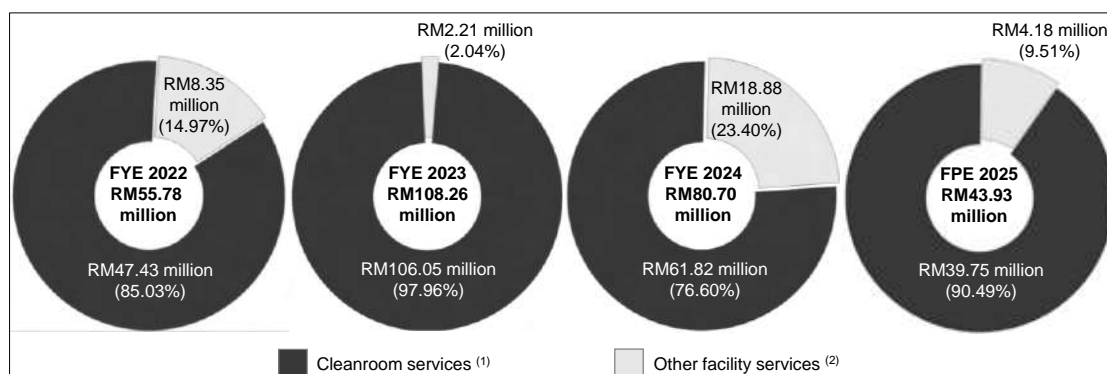 RM8.35
million
(14.97%)
FYE 2022
RM55.78
million
RM47.43 million
(85.03%)
RM2.21 million
(2.04%)
FYE 2023
RM108.26
million
RM106.05 million
(97.96%)
RM18.88
million
(23.40%)
FYE 2024
RM80.70
million
RM61.82 million
(76.60%)
RM4.18 million
(9.51%)
FPE 2025
RM43.93
million
RM39.75 million
(90.49%)
Cleanroom services (1)
Other facility services (2)